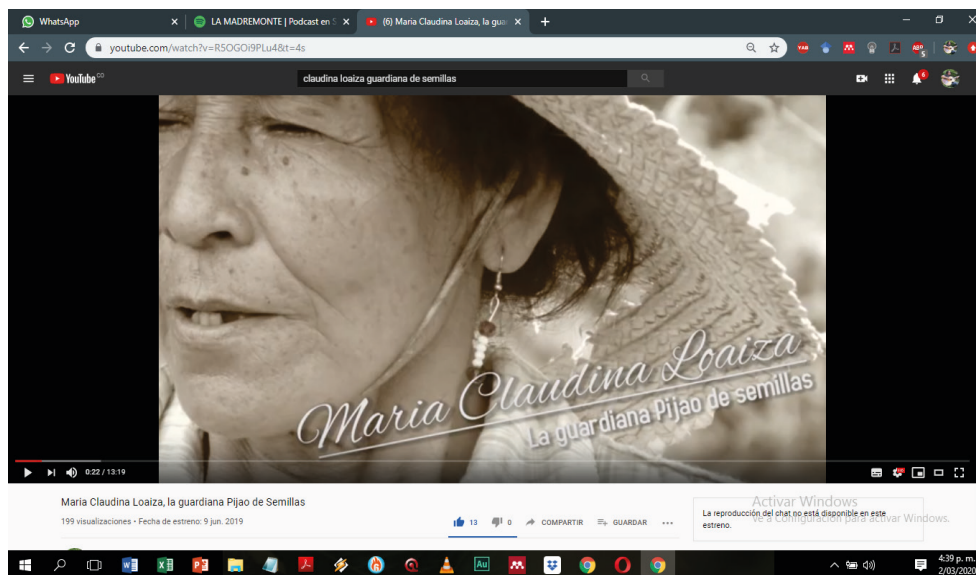 WhatsApp
LA MADREMONTE | Podcast en S
(6) Maria Claudina Loaiza, la guar
youtube.com/watch?v=R5OGOi9PLu4&t=4s
YouTube CO
claudina loaiza guardiana de semillas
6
Maria Claudina Loaiza
La guardiana Pijao de semillas
0:22 / 13:19
Maria Claudina Loaiza, la guardiana Pijao de Semillas
199 visualizaciones • Fecha de estreno: 9 jun. 2019
13
0
COMPARTIR
GUARDAR
La reproducción del chat no está disponible en este
estreno.
Activar Windows
Ve a Configuración para activar Windows.
Au
4:39 p. m.
2/03/2020